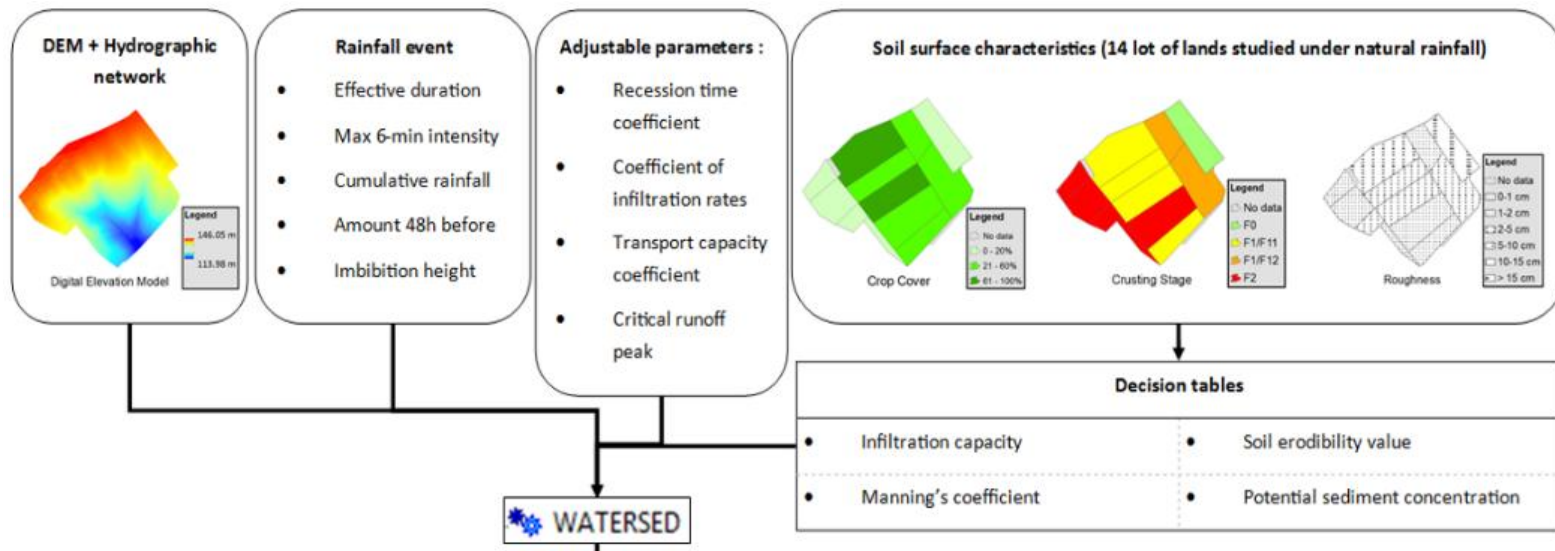 DEM + Hydrographic
network
Legend
146.05 m
113.98 m
Digital Elevation Model
Rainfall event
• Effective duration
• Max 6-min intensity
• Cumulative rainfall
• Amount 48h before
• Imbibition height
Adjustable parameters :
• Recession time
coefficient
• Coefficient of
infiltration rates
• Transport capacity
coefficient
• Critical runoff
peak
Soil surface characteristics (14 lot of lands studied under natural rainfall)
Legend
No data
0 - 20%
21 - 60%
61 - 100%
Crop Cover
Legend
No data
F0
F1/F11
F1/F12
F2
Crusting Stage
Legend
No data
0-1 cm
1-2 cm
2-5 cm
5-10 cm
10-15 cm
> 15 cm
Roughness
Decision tables
• Infiltration capacity
• Soil erodibility value
• Manning's coefficient
• Potential sediment concentration
WATERSED